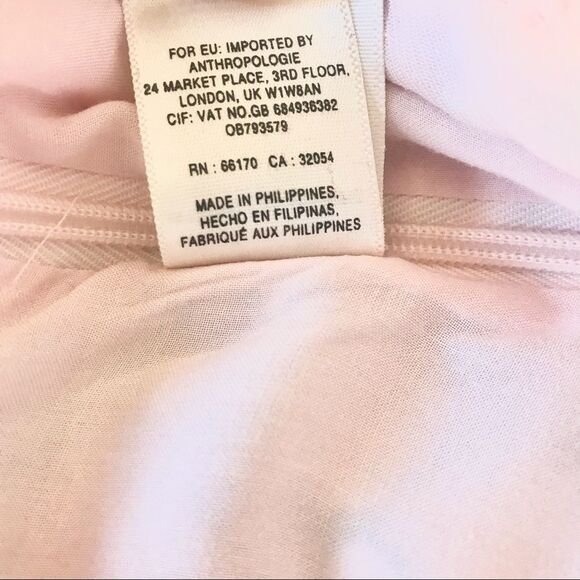 FOR EU: IMPORTED BY
ANTHROPOLOGIE
24 MARKET PLACE, 3RD FLOOR,
LONDON, UK W1W8AN
CIF: VAT NO.GB 684936382
OB793579
RN : 66170 CA : 32054
MADE IN PHILIPPINES,
HECHO EN FILIPINAS,
FABRIQUÉ AUX PHILIPPINES